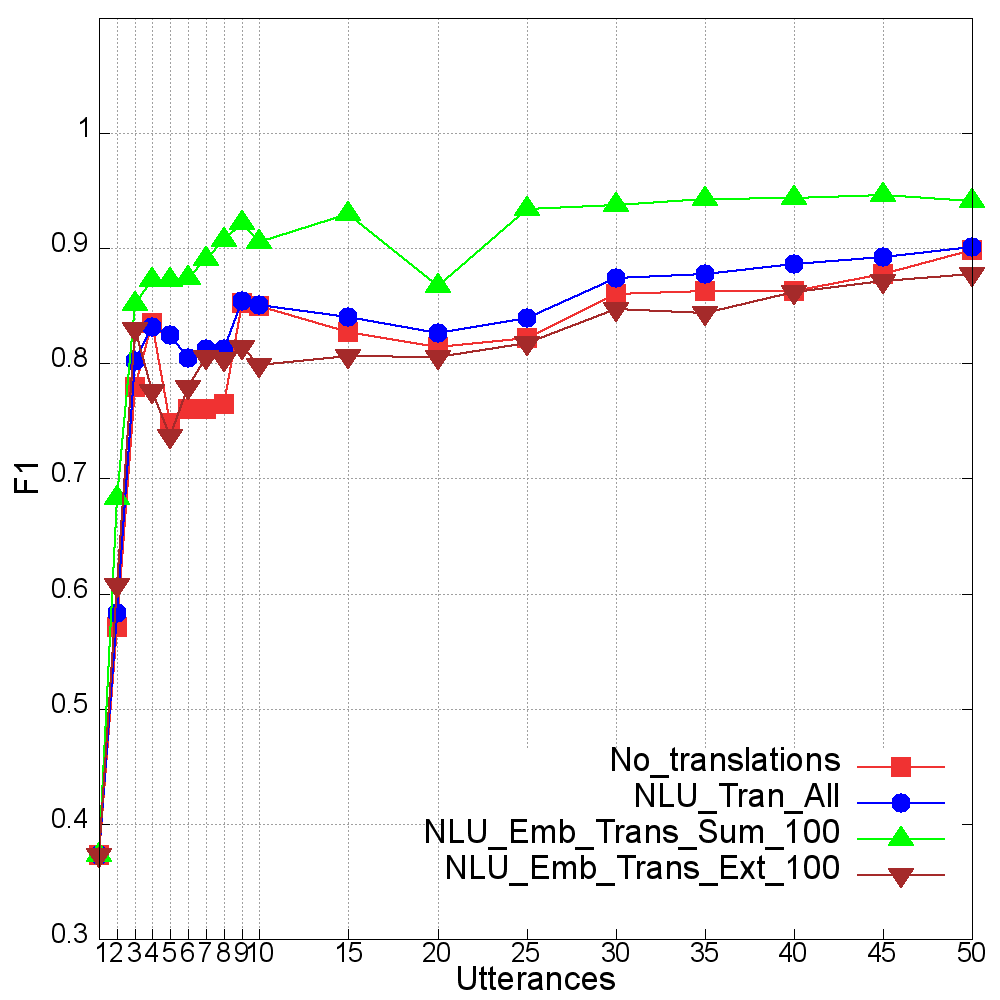 1
0.9
0.8
0.7
0.6
0.5
0.4
0.3
F1
No_translations
NLU_Tran_All
NLU_Emb_Trans_Sum_100
NLU_Emb_Trans_Ext_100
1 2 3 4 5 6 7 8 9 10 15 20 25 30 35 40 45 50
Utterances